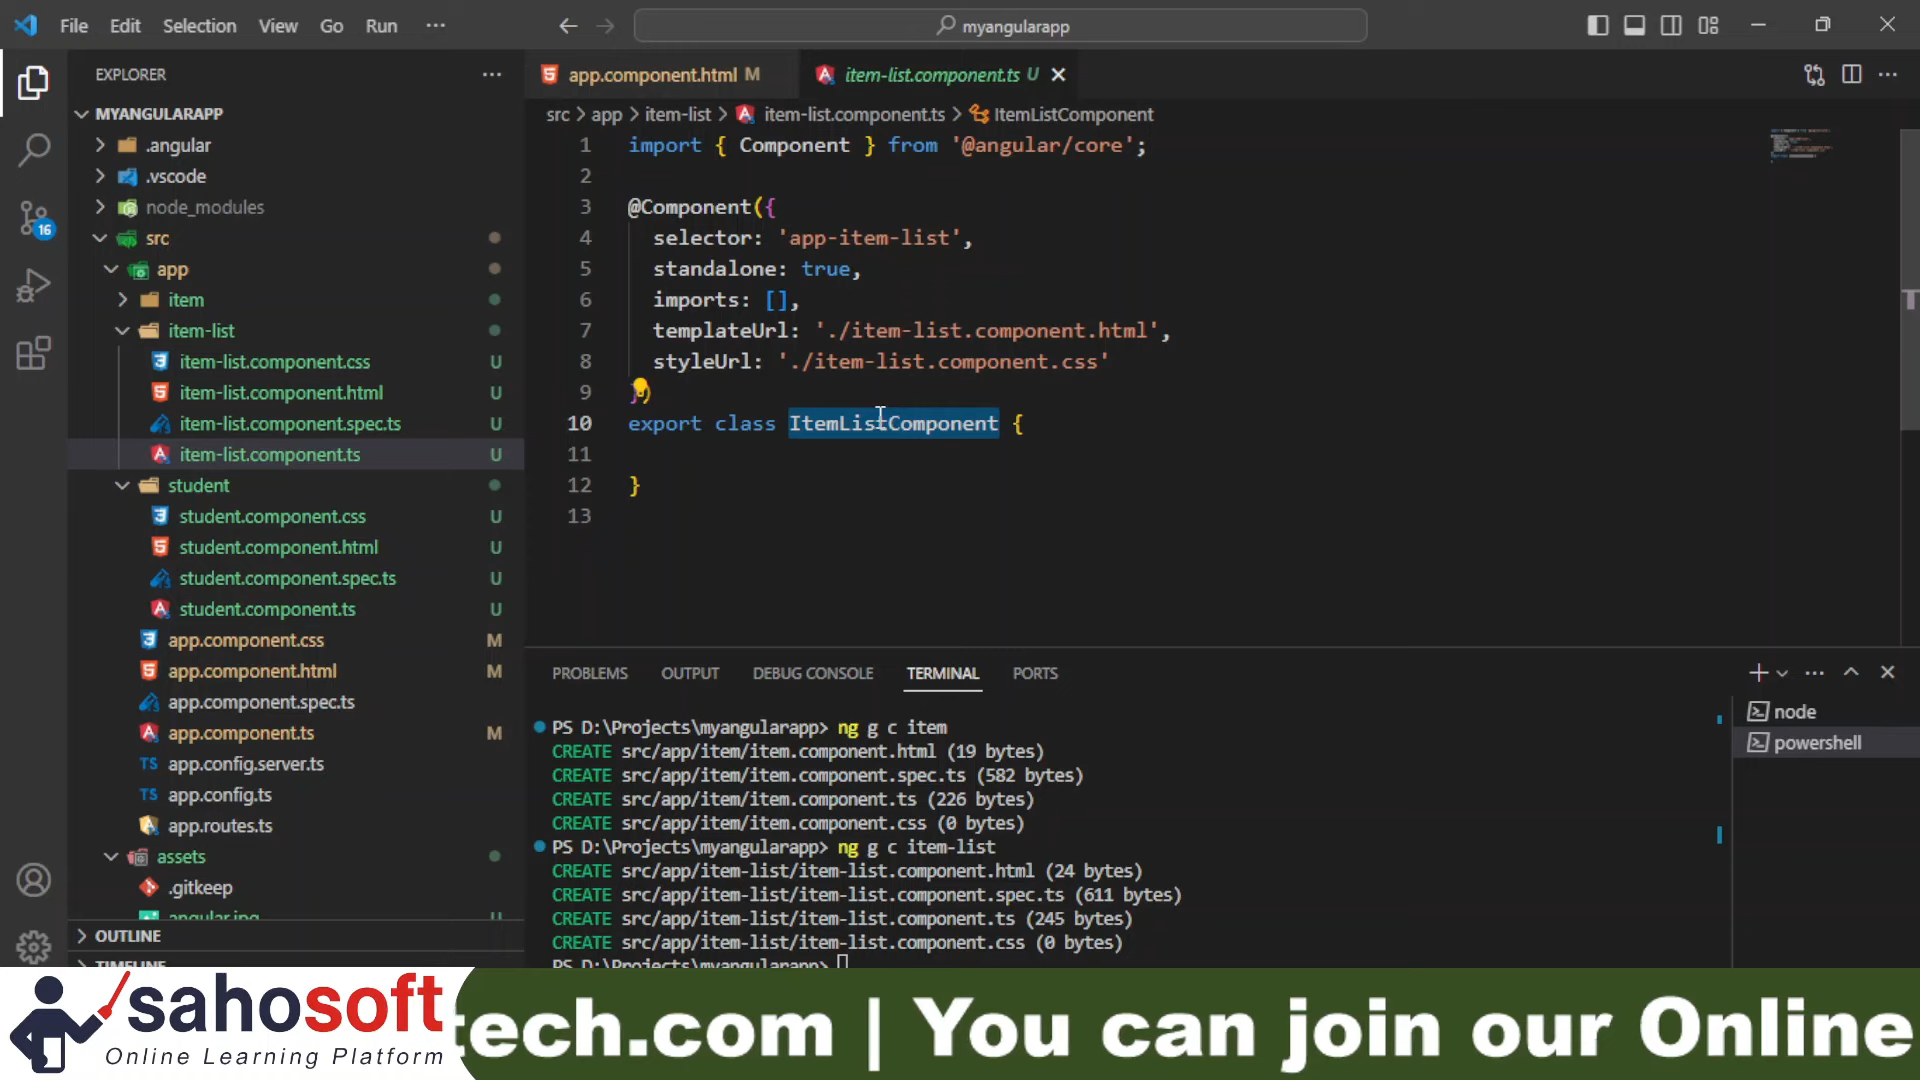 File Edit Selection View Go Run ···
myangularapp
EXPLORER
MYANGULARAPP
.angular
.vscode
node_modules
src
app
item
item-list
item-list.component.css U
item-list.component.html U
item-list.component.spec.ts U
item-list.component.ts U
student
student.component.css U
student.component.html U
student.component.spec.ts U
student.component.ts U
app.component.css M
app.component.html M
app.component.spec.ts
app.component.ts M
TS app.config.server.ts
TS app.config.ts
app.routes.ts
assets
.gitkeep
angular.jpg U
OUTLINE
TIMELINE
16
app.component.html M
item-list.component.ts U
src > app > item-list > item-list.component.ts > ItemListComponent
1 import { Component } from '@angular/core';
2
3 @Component({
4 selector: 'app-item-list',
5 standalone: true,
6 imports: [],
7 templateUrl: './item-list.component.html',
8 styleUrl: './item-list.component.css'
9 })
10 export class ItemListComponent {
11
12 }
13
PROBLEMS OUTPUT DEBUG CONSOLE TERMINAL PORTS
PS D:\Projects\myangularapp> ng g c item
CREATE src/app/item/item.component.html (19 bytes)
CREATE src/app/item/item.component.spec.ts (582 bytes)
CREATE src/app/item/item.component.ts (226 bytes)
CREATE src/app/item/item.component.css (0 bytes)
PS D:\Projects\myangularapp> ng g c item-list
CREATE src/app/item-list/item-list.component.html (24 bytes)
CREATE src/app/item-list/item-list.component.spec.ts (611 bytes)
CREATE src/app/item-list/item-list.component.ts (245 bytes)
CREATE src/app/item-list/item-list.component.css (0 bytes)
PS D:\Projects\myangularapp>
node
powershell
sahosoft
Online Learning Platform
tech.com | You can join our Online